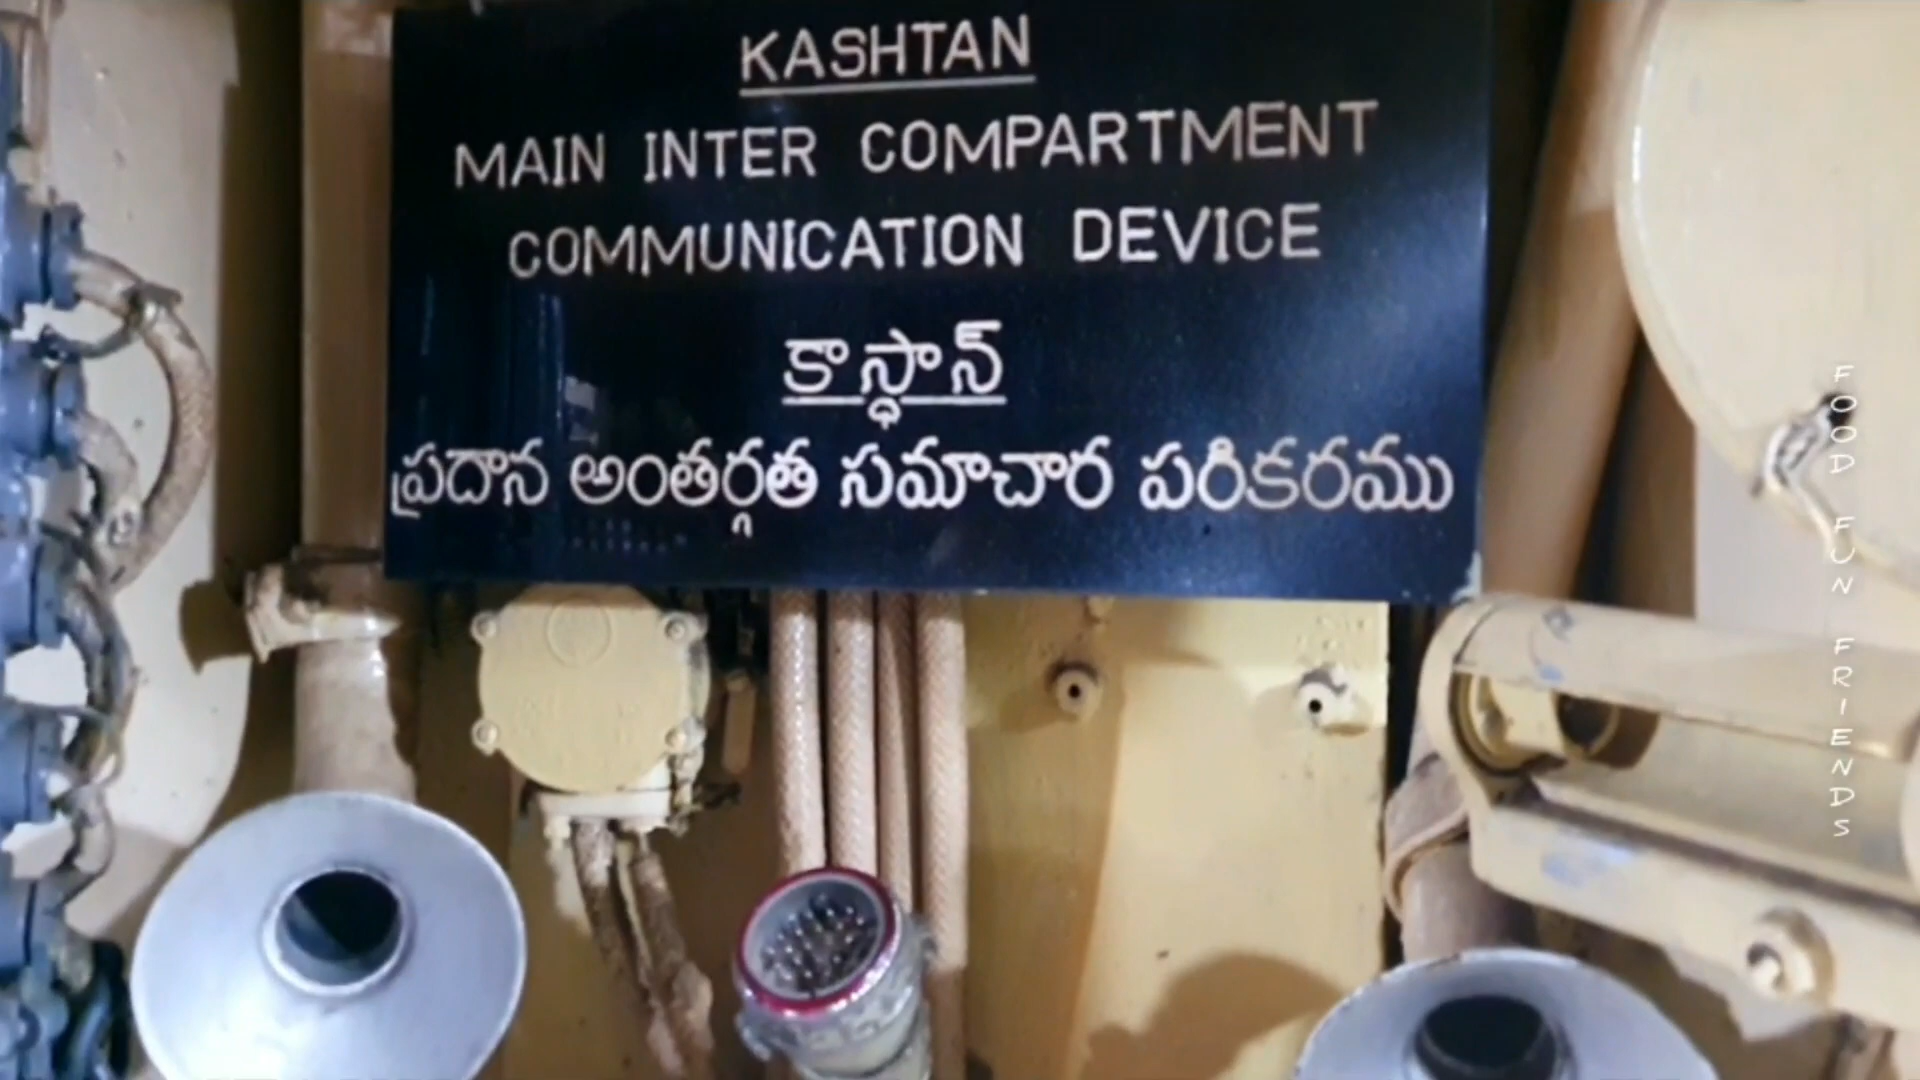 KASHTAN
MAIN INTER COMPARTMENT
COMMUNICATION DEVICE
కాస్ధాన్
ప్రదాన అంతర్గత సమాచార పరికరము
FOOD FUN FRIENDS